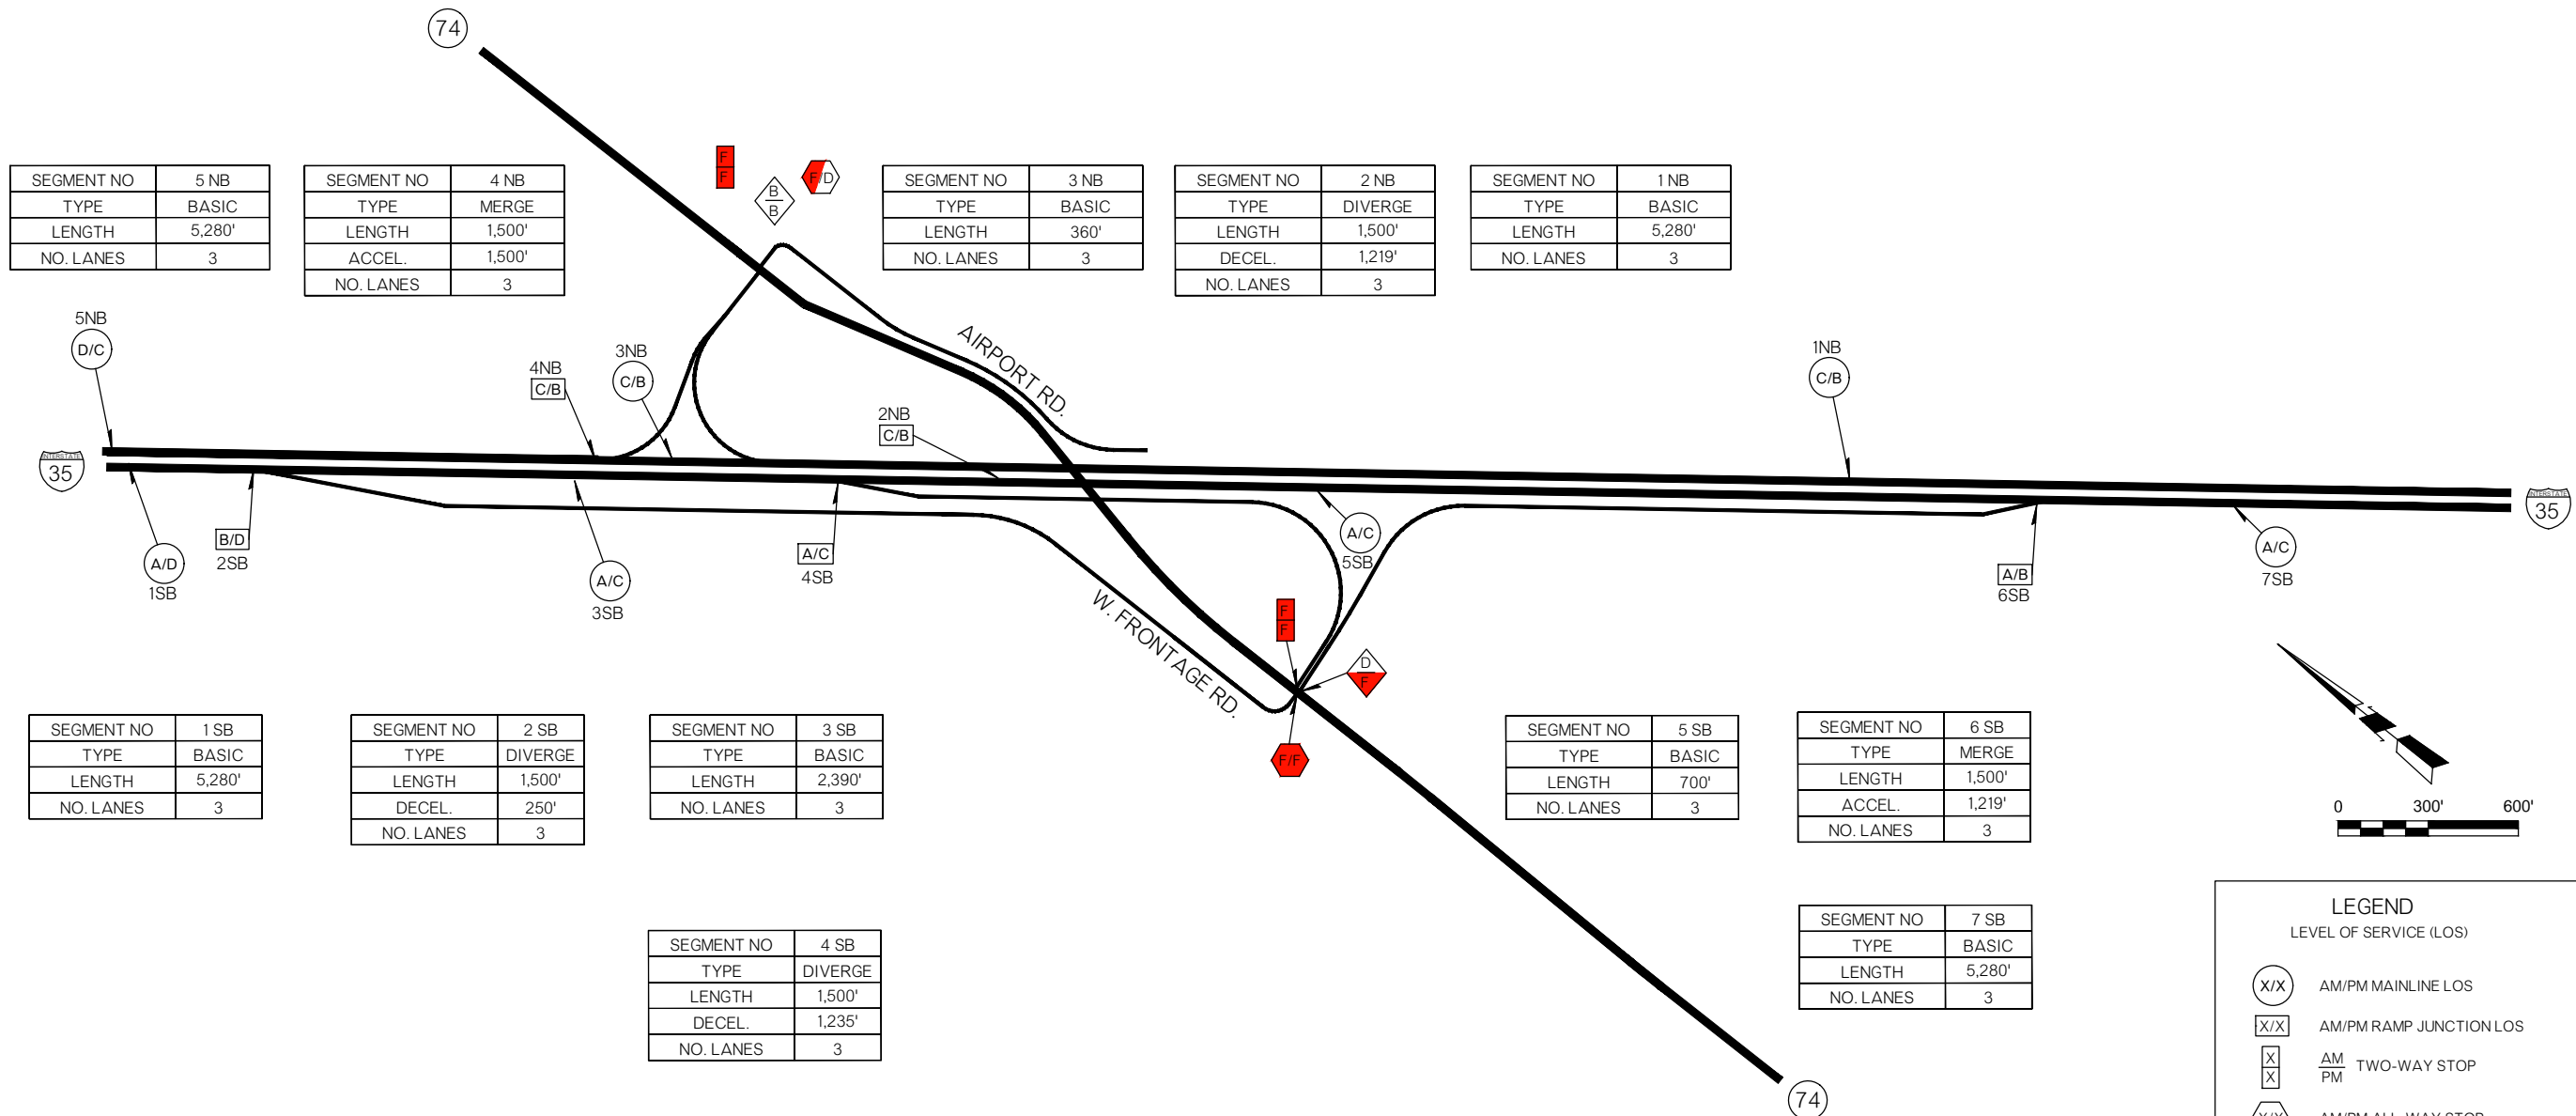 74
SEGMENT NO 5 NB
TYPE BASIC
LENGTH 5,280'
NO. LANES 3
SEGMENT NO 4 NB
TYPE MERGE
LENGTH 1,500'
ACCEL. 1,500'
NO. LANES 3
F
F
B
B
F/D
SEGMENT NO 3 NB
TYPE BASIC
LENGTH 360'
NO. LANES 3
SEGMENT NO 2 NB
TYPE DIVERGE
LENGTH 1,500'
DECEL. 1,219'
NO. LANES 3
SEGMENT NO 1 NB
TYPE BASIC
LENGTH 5,280'
NO. LANES 3
5NB
D/C
4NB
C/B
3NB
C/B
AIRPORT RD.
2NB
C/B
1NB
C/B
INTERSTATE
35
INTERSTATE
35
A/D
1SB
B/D
2SB
A/C
3SB
A/C
4SB
A/C
5SB
A/B
6SB
A/C
7SB
W. FRONTAGE RD.
F
F
D
F
F/F
SEGMENT NO 1 SB
TYPE BASIC
LENGTH 5,280'
NO. LANES 3
SEGMENT NO 2 SB
TYPE DIVERGE
LENGTH 1,500'
DECEL. 250'
NO. LANES 3
SEGMENT NO 3 SB
TYPE BASIC
LENGTH 2,390'
NO. LANES 3
SEGMENT NO 5 SB
TYPE BASIC
LENGTH 700'
NO. LANES 3
SEGMENT NO 6 SB
TYPE MERGE
LENGTH 1,500'
ACCEL. 1,219'
NO. LANES 3
0 300' 600'
SEGMENT NO 4 SB
TYPE DIVERGE
LENGTH 1,500'
DECEL. 1,235'
NO. LANES 3
SEGMENT NO 7 SB
TYPE BASIC
LENGTH 5,280'
NO. LANES 3
74
LEGEND
LEVEL OF SERVICE (LOS)
X/X AM/PM MAINLINE LOS
X/X AM/PM RAMP JUNCTION LOS
X AM
X PM TWO-WAY STOP
X/X AM/PM ALL-WAY STOP